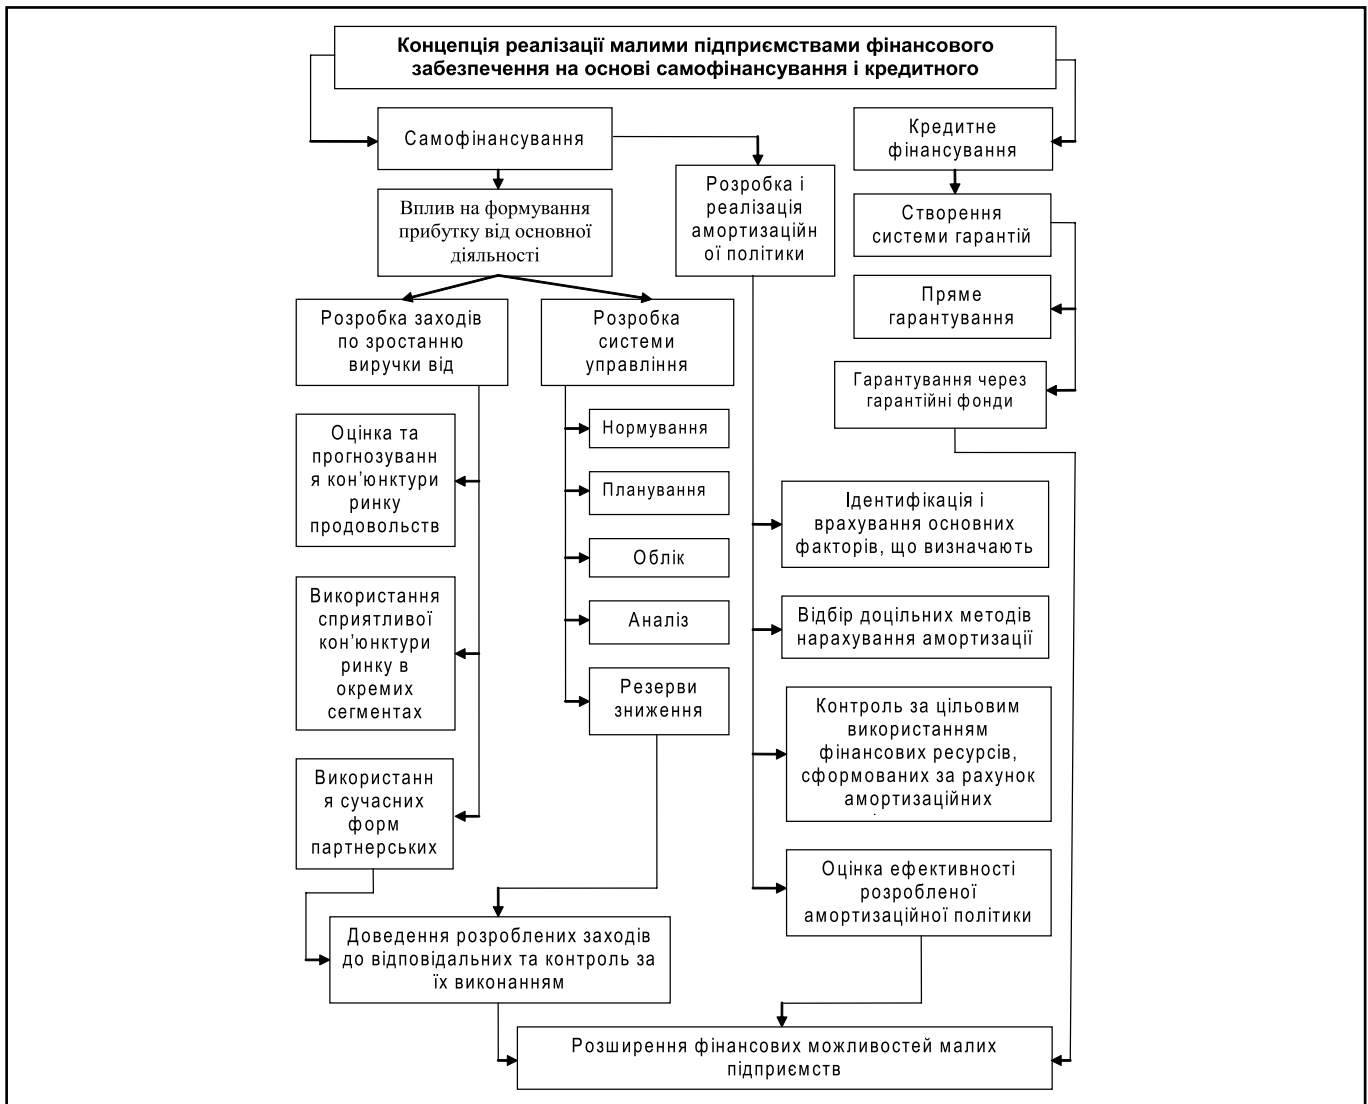 Концепція реалізації малими підприємствами фінансового
забезпечення на основі самофінансування і кредитного
Самофінансування
Кредитне
фінансування
Розробка і
реалізація
амортизаційн
ої політики
Вплив на формування
прибутку від основної
діяльності
Створення
системи гарантій
Пряме
гарантування
Розробка заходів
по зростанню
виручки від
Розробка
системи
управління
Гарантування через
гарантійні фонди
Оцінка та
прогнозуванн
я кон’юнктури
ринку
продовольств
Нормування
Планування
Облік
Аналіз
Резерви
зниження
Ідентифікація і
врахування основних
факторів, що визначають
Використання
сприятливої
кон’юнктури
ринку в
окремих
сегментах
Відбір доцільних методів
нарахування амортизації
Контроль за цільовим
використанням
фінансових ресурсів,
сформованих за рахунок
амортизаційних
Використанн
я сучасних
форм
партнерських
Оцінка ефективності
розробленої
амортизаційної політики
Доведення розроблених заходів
до відповідальних та контроль за
їх виконанням
Розширення фінансових можливостей малих
підприємств